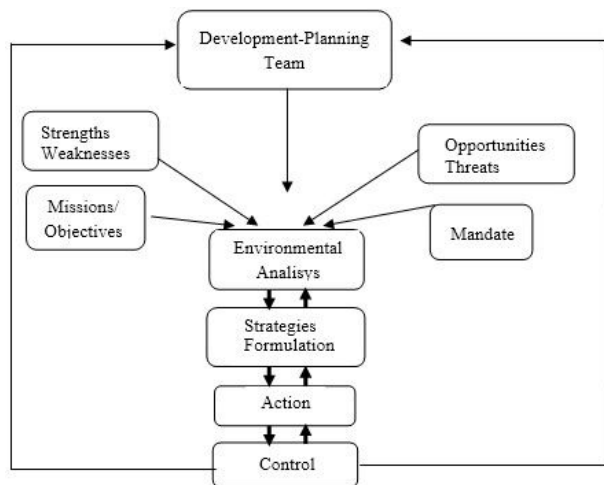 Development-Planning
Team
Strengths
Weaknesses
Opportunities
Threats
Missions/
Objectives
Mandate
Environmental
Analisys
Strategies
Formulation
Action
Control